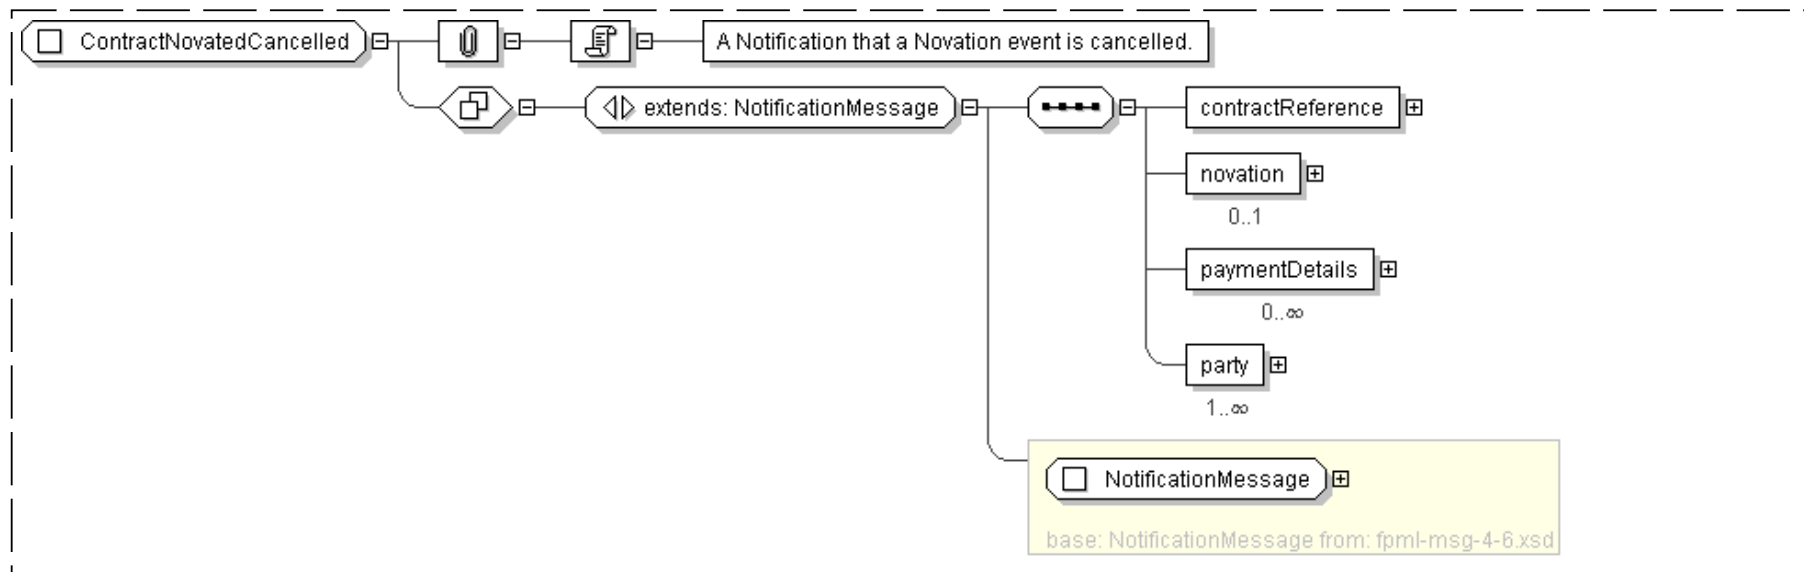 ContractNovatedCancelled
A Notification that a Novation event is cancelled.
extends: NotificationMessage
contractReference
novation
0..1
paymentDetails
0..∞
party
1..∞
NotificationMessage
base: NotificationMessage from: fpml-msg-4-6.xsd